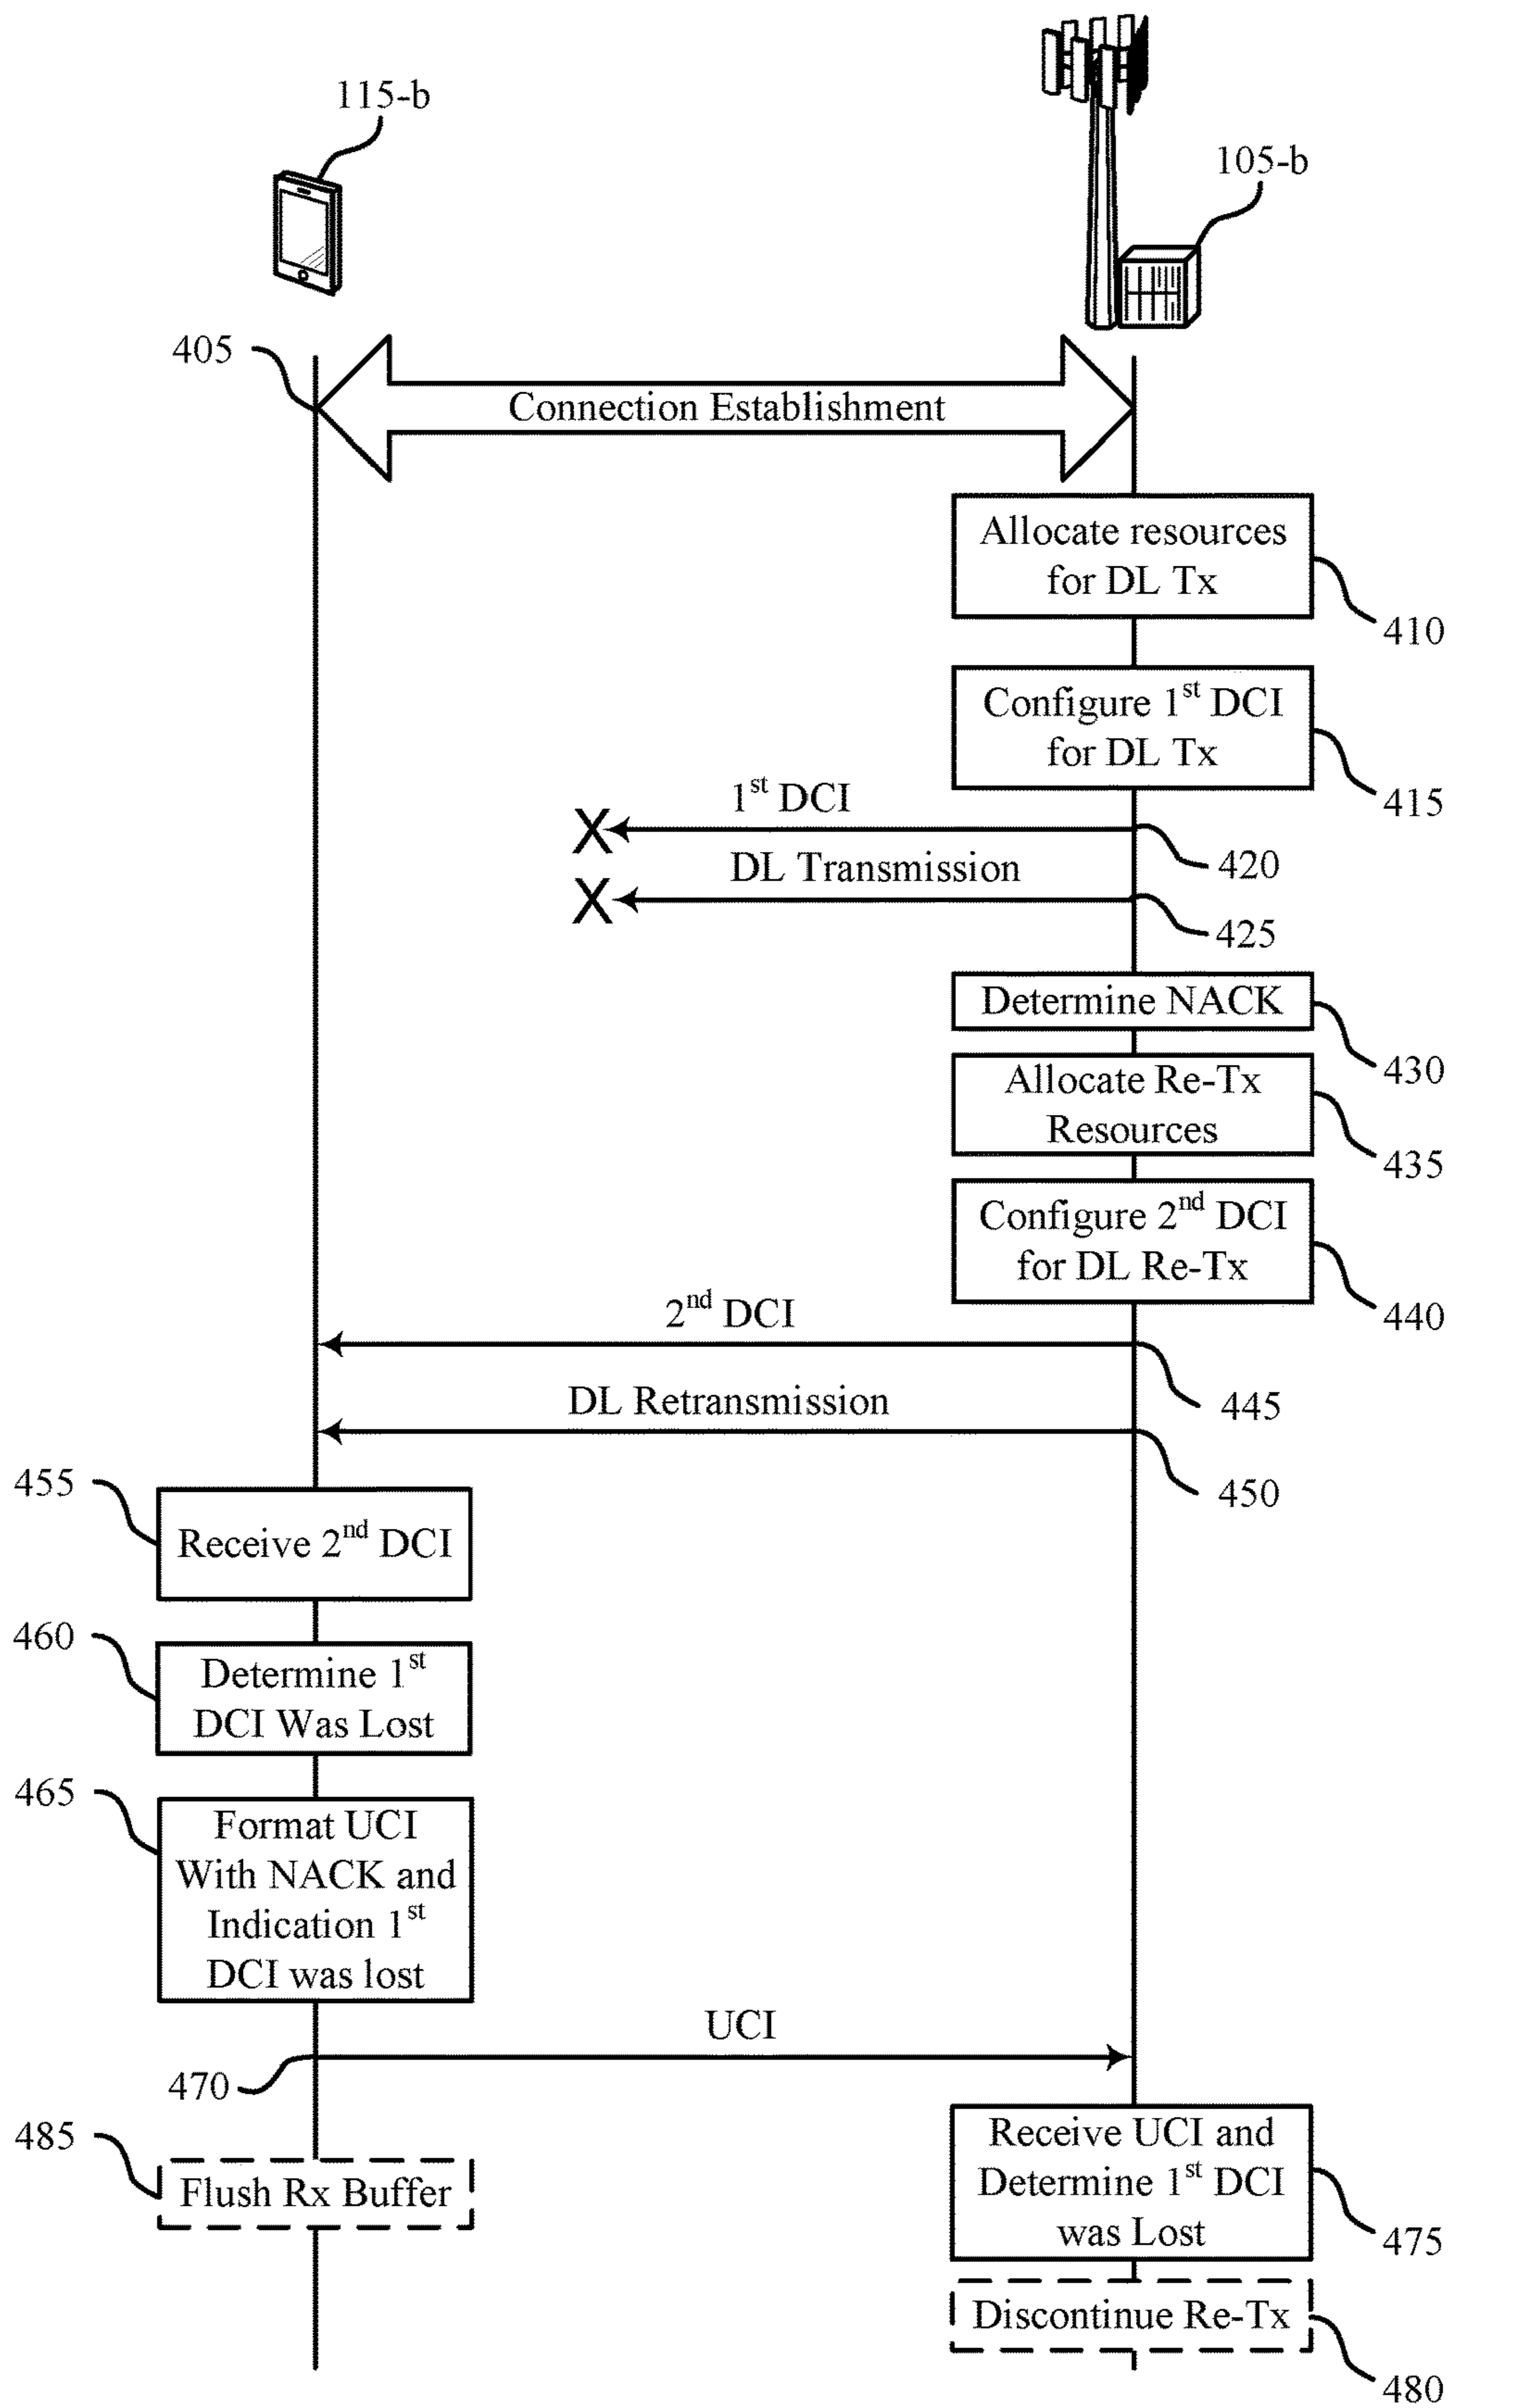 115-b
105-b
405
Connection Establishment
Allocate resources
for DL Tx
410
Configure 1st DCI
for DL Tx
415
1st DCI
420
X
DL Transmission
425
X
Determine NACK
430
Allocate Re-Tx
Resources
435
Configure 2nd DCI
for DL Re-Tx
440
2nd DCI
445
DL Retransmission
450
455
Receive 2nd DCI
460
Determine 1st
DCI Was Lost
465
Format UCI
With NACK and
Indication 1st
DCI was lost
UCI
470
485
Flush Rx Buffer
Receive UCI and
Determine 1st DCI
was Lost
475
Discontinue Re-Tx
480